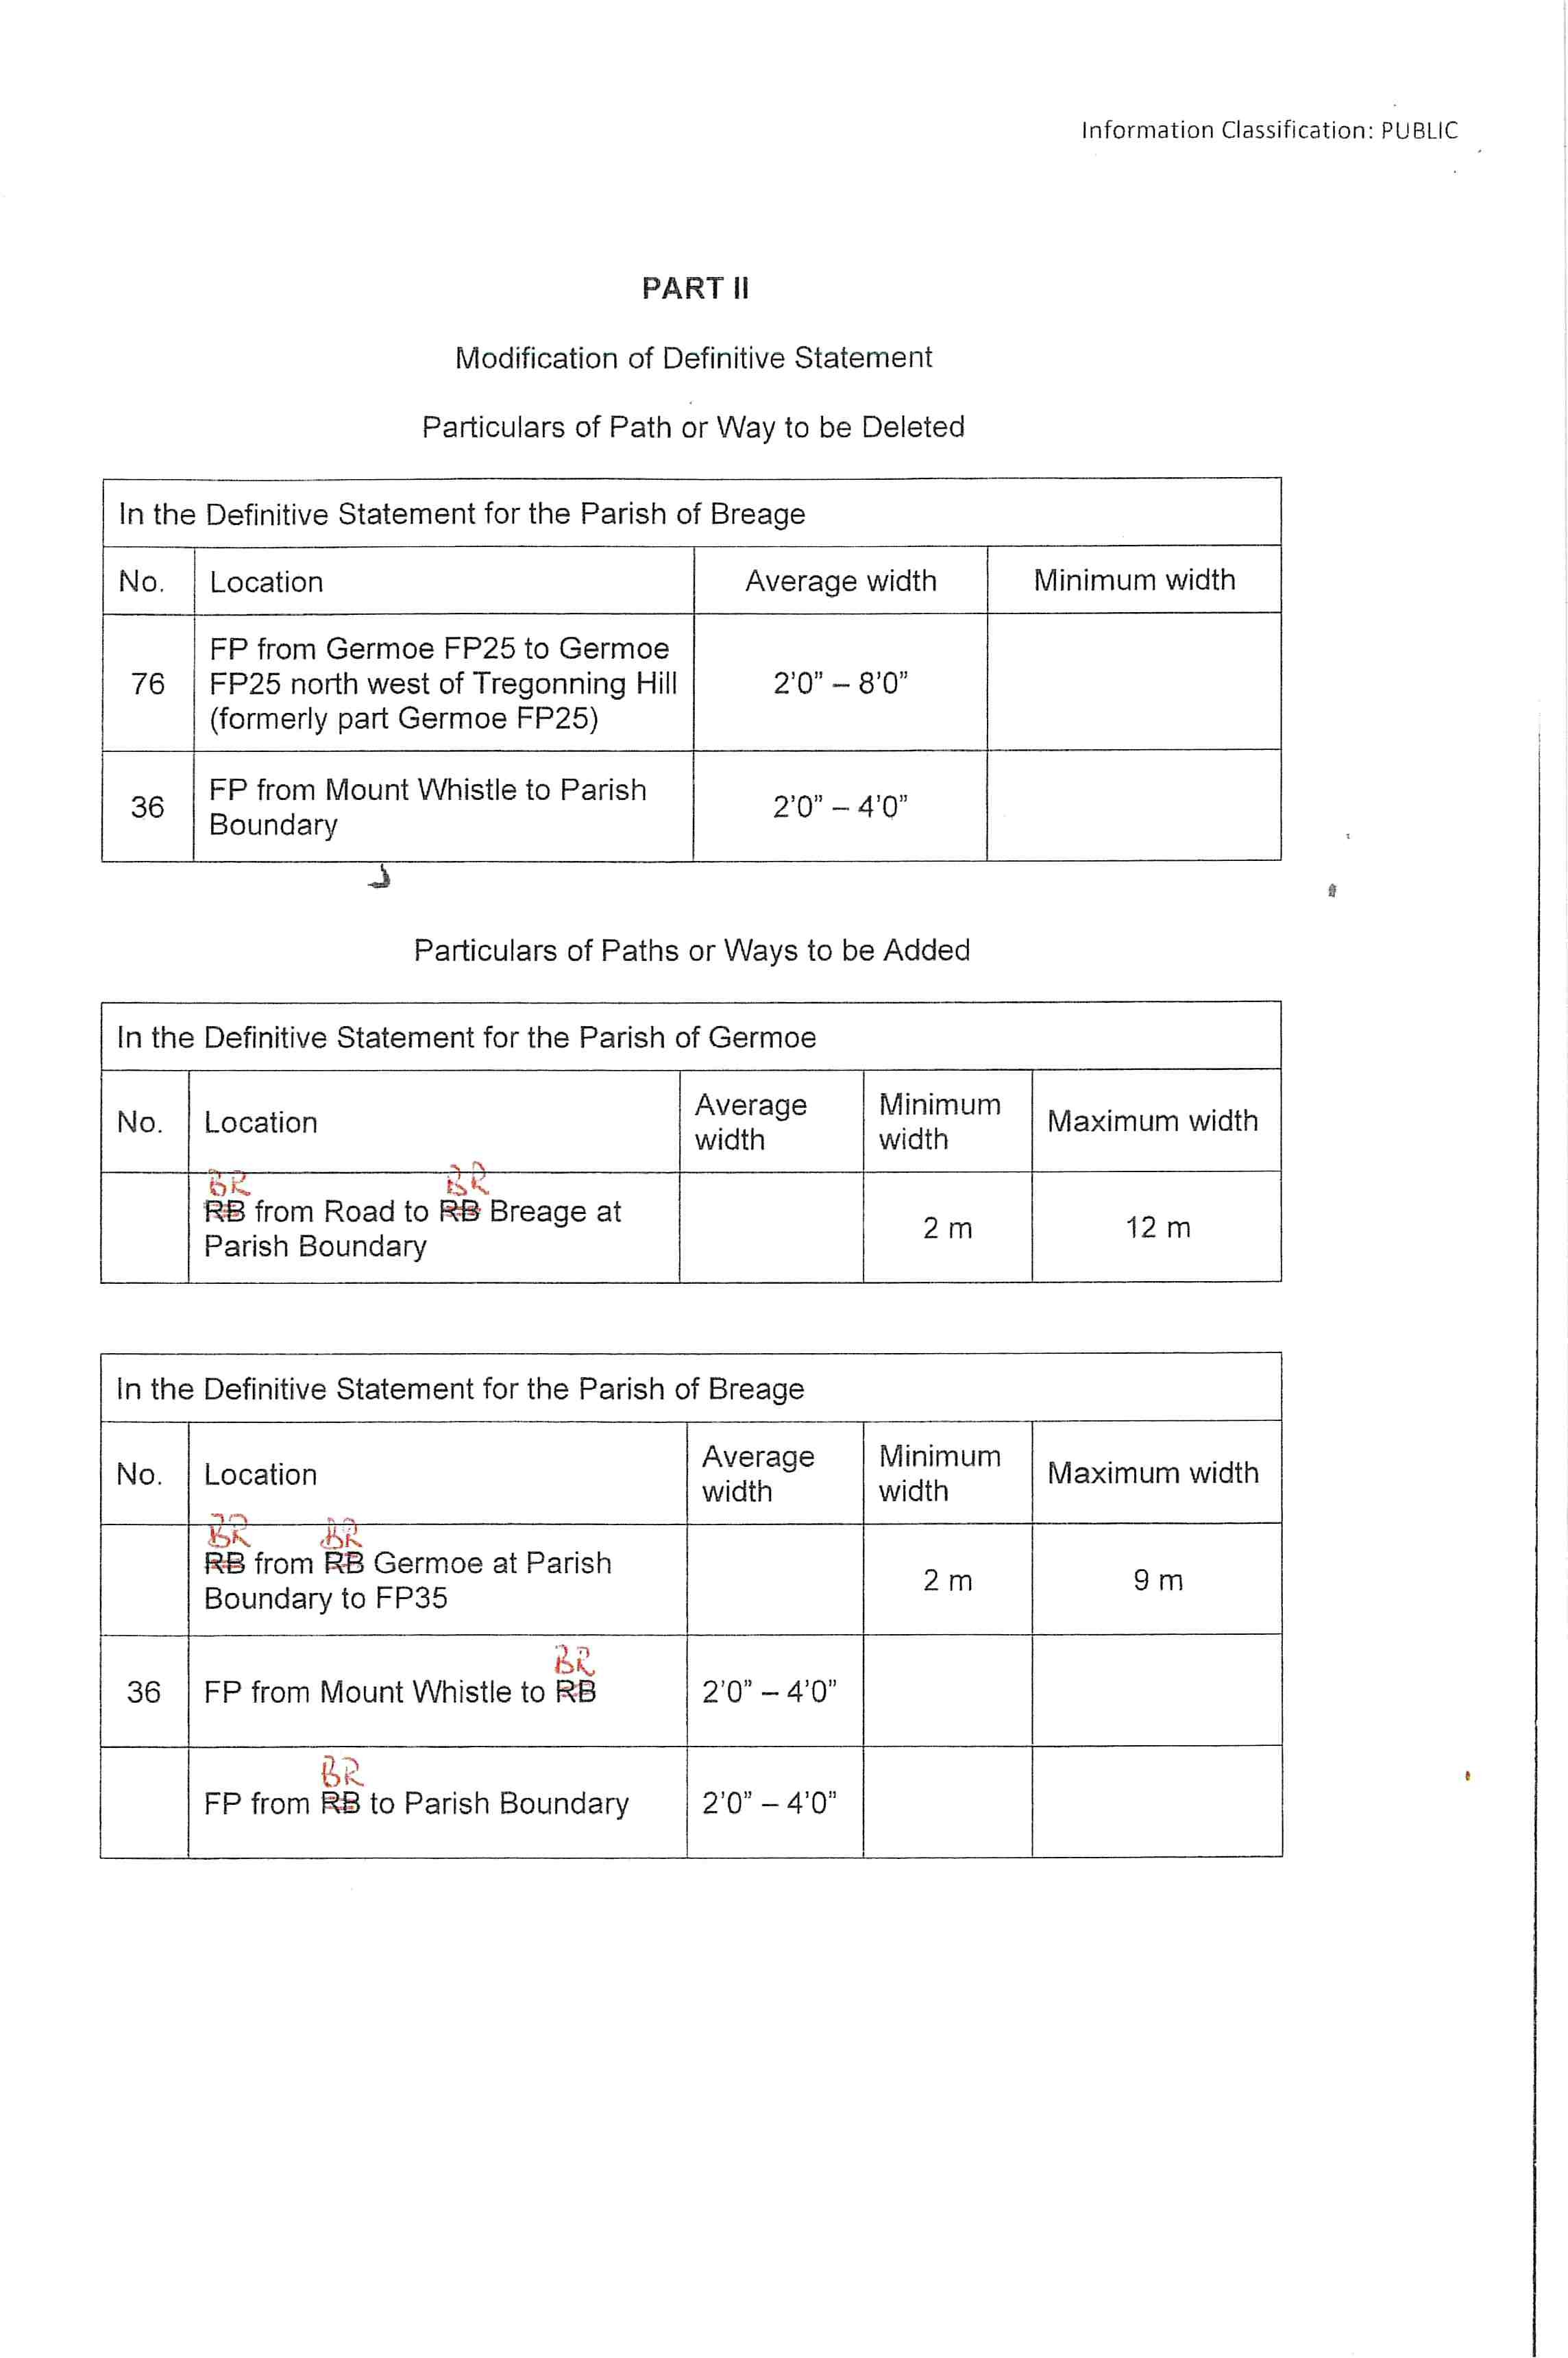 Information Classification: PUBLIC
PART II
Modification of Definitive Statement
Particulars of Path or Way to be Deleted
In the Definitive Statement for the Parish of Breage
No. Location Average width Minimum width
FP from Germoe FP25 to Germoe
76 FP25 north west of Tregonning Hill 2'0" – 8'0"
(formerly part Germoe FP25)
36 FP from Mount Whistle to Parish 2'0" – 4'0"
Boundary
Particulars of Paths or Ways to be Added
In the Definitive Statement for the Parish of Germoe
No. Location Average Minimum Maximum width
width width
BR BR
RB from Road to RB Breage at 2 m 12 m
Parish Boundary
In the Definitive Statement for the Parish of Breage
No. Location Average Minimum Maximum width
width width
BR BR
RB from RB Germoe at Parish 2 m 9 m
Boundary to FP35
BR
36 FP from Mount Whistle to RB 2'0" – 4'0"
BR
FP from RB to Parish Boundary 2'0" – 4'0"